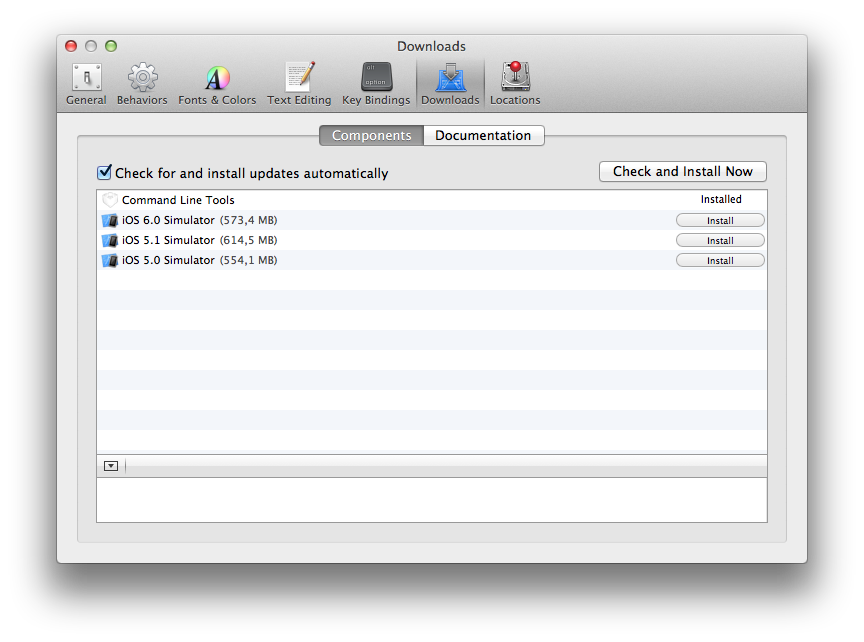 Downloads
General Behaviors Fonts & Colors Text Editing Key Bindings Downloads Locations
alt
option
Components Documentation
Check for and install updates automatically Check and Install Now
Command Line Tools Installed
iOS 6.0 Simulator (573,4 MB) Install
iOS 5.1 Simulator (614,5 MB) Install
iOS 5.0 Simulator (554,1 MB) Install